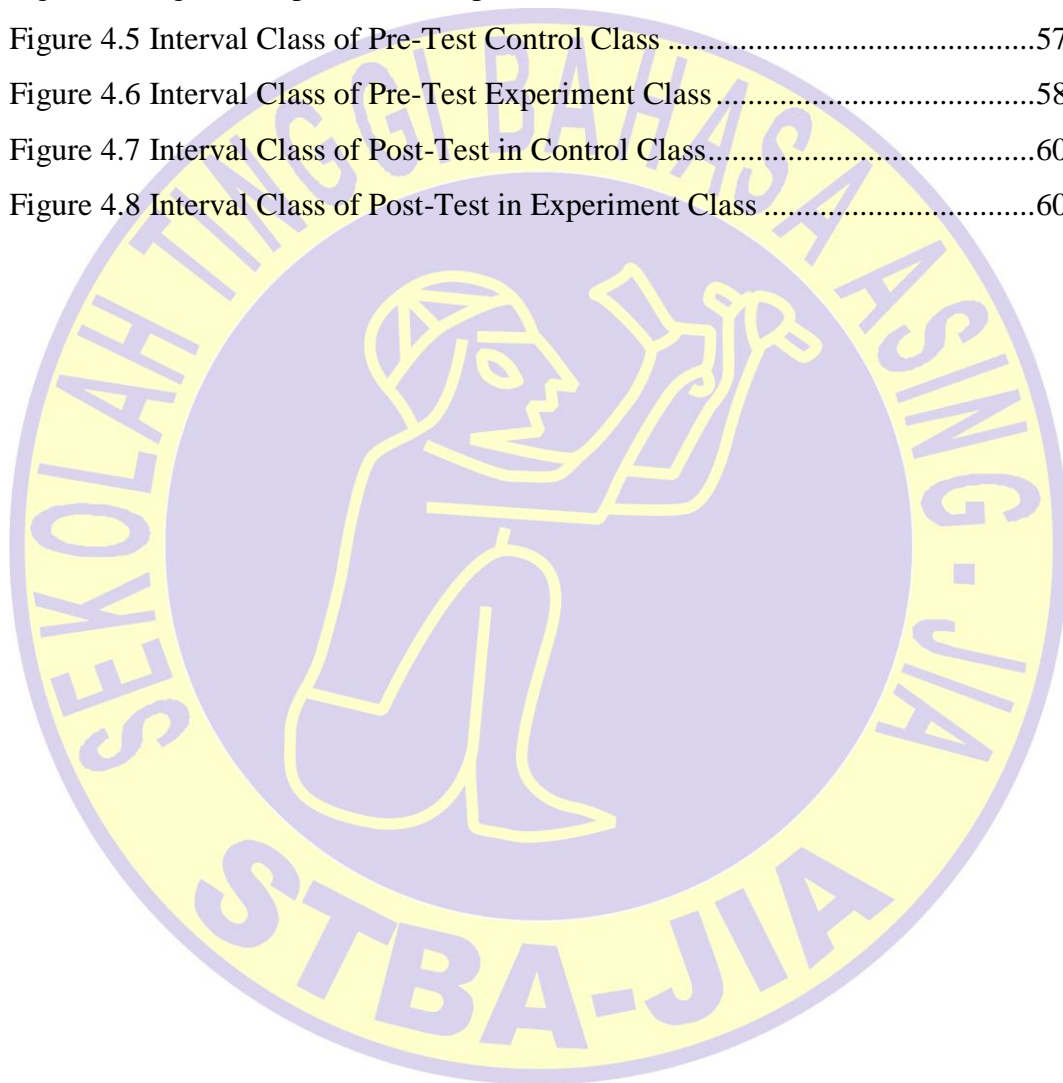 Figure 4.5 Interval Class of Pre-Test Control Class ......................................57
Figure 4.6 Interval Class of Pre-Test Experiment Class ................................58
Figure 4.7 Interval Class of Post-Test in Control Class.................................60
Figure 4.8 Interval Class of Post-Test in Experiment Class ...........................60
SEKOLAH TINGGI BAHASA ASING - JIA
STBA-JIA